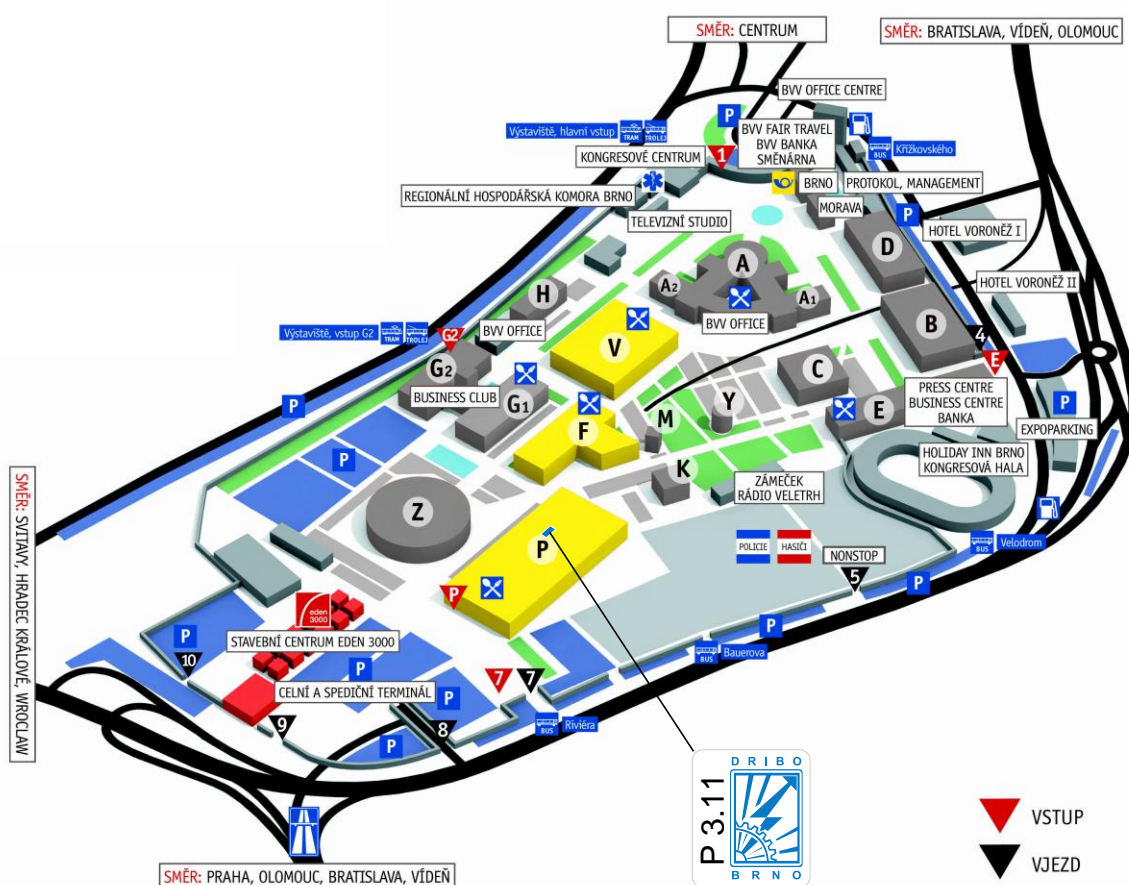 SMĚR: CENTRUM
SMĚR: BRATISLAVA, VÍDEŇ, OLOMOUC
BVV OFFICE CENTRE
P
Výstaviště, hlavní vstup
TRAM
TROLEJ
BVV FAIR TRAVEL
BVV BANKA
SMĚNÁRNA
BUS
Křížkovského
KONGRESOVÉ CENTRUM
1
REGIONÁLNÍ HOSPODÁŘSKÁ KOMORA BRNO
BRNO
PROTOKOL, MANAGEMENT
MORAVA
P
TELEVIZNÍ STUDIO
HOTEL VORONĚŽ I
D
A
A2
A1
HOTEL VORONĚŽ II
H
Výstaviště, vstup G2
TRAM
TROLEJ
G2
BVV OFFICE
BVV OFFICE
V
B
4
E
G2
C
BUSINESS CLUB
G1
PRESS CENTRE
BUSINESS CENTRE
BANKA
P
Y
E
P
M
F
EXPOPARKING
P
HOLIDAY INN BRNO
KONGRESOVÁ HALA
K
ZÁMEČEK
RÁDIO VELETRH
SMĚR: SVITAVY, HRADEC KRÁLOVÉ, WROCLAW
Z
P
POLICIE
HASIČI
BUS
Velodrom
NONSTOP
5
P
P
eden
3000
P
STAVEBNÍ CENTRUM EDEN 3000
P
BUS
Bauerova
10
P
CELNÍ A SPEDIČNÍ TERMINÁL
7
7
P
9
8
BUS
Riviéra
P
DRIBO
P 3.11
BRNO
VSTUP
VJEZD
SMĚR: PRAHA, OLOMOUC, BRATISLAVA, VÍDEŇ